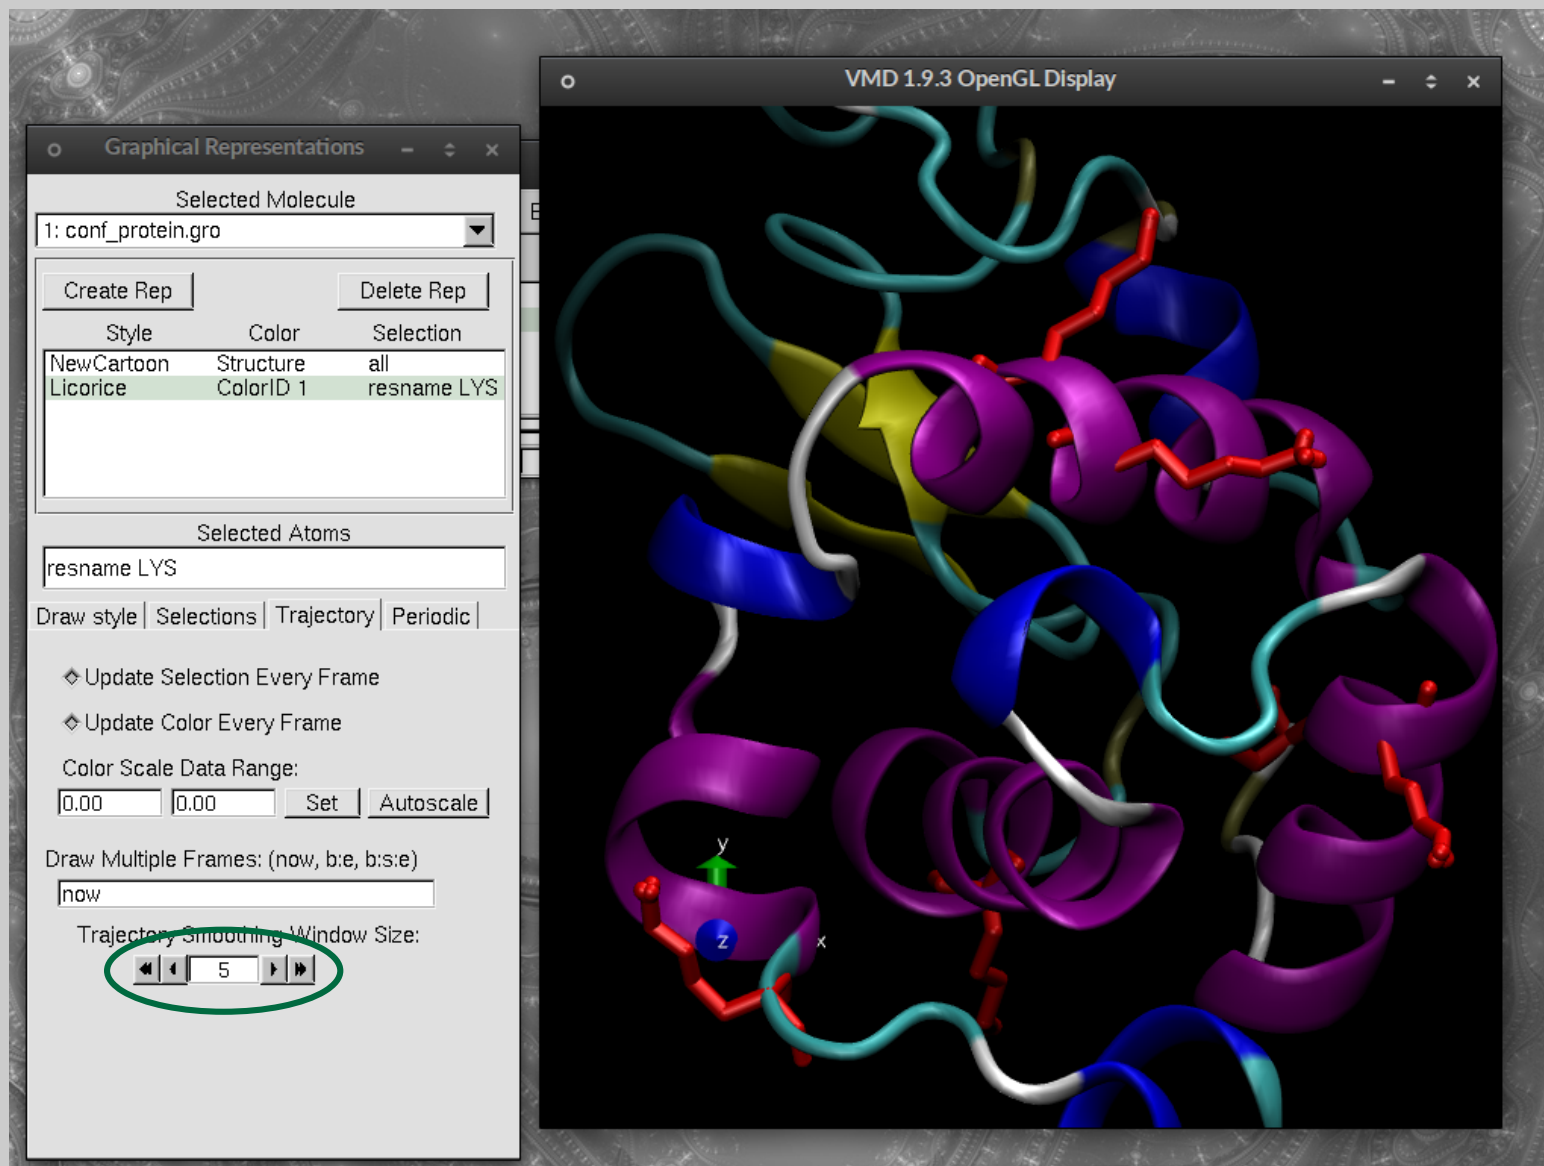 VMD 1.9.3 OpenGL Display
Graphical Representations
Selected Molecule
1: conf_protein.gro
Create Rep Delete Rep
Style Color Selection
NewCartoon Structure all
Licorice ColorID 1 resname LYS
Selected Atoms
resname LYS
Draw style Selections Trajectory Periodic
Update Selection Every Frame
Update Color Every Frame
Color Scale Data Range:
0.00 0.00 Set Autoscale
Draw Multiple Frames: (now, b:e, b:s:e)
now
Trajectory Smoothing Window Size:
5
y
z x